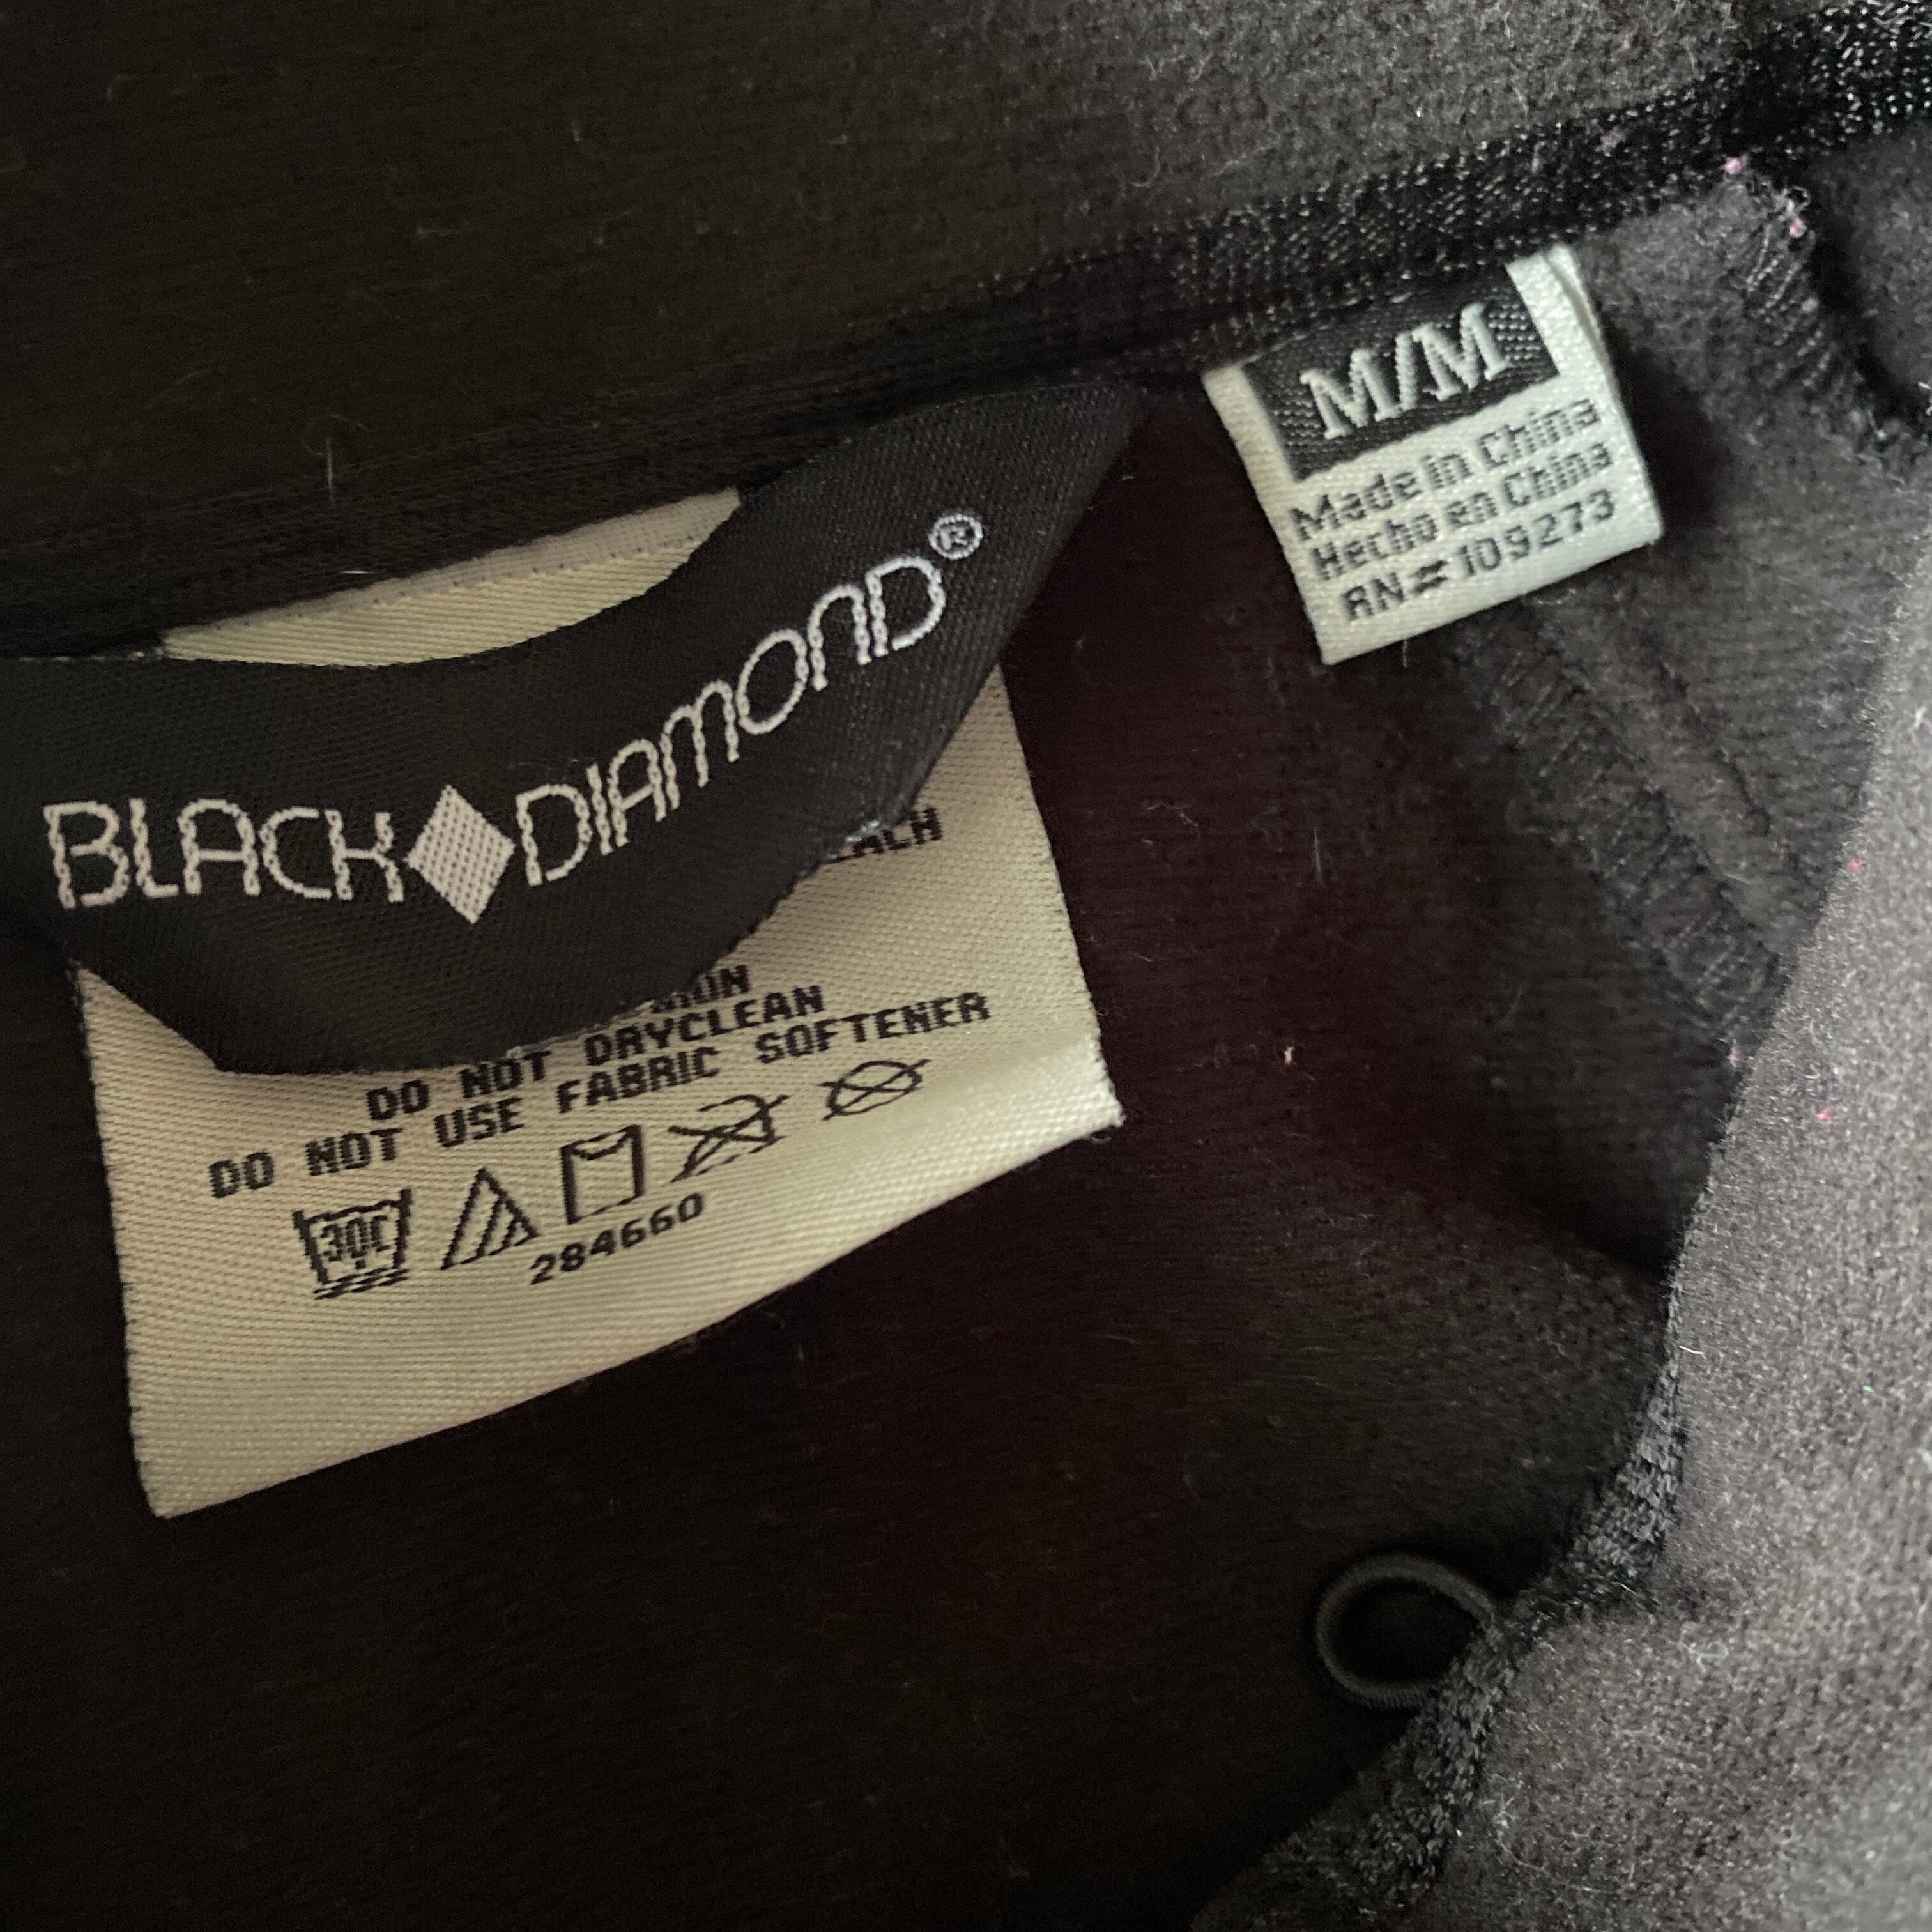 BLACK DIAMOND®
M/M
Made in China
Hecho en China
RN# 109273
DO NOT DRYCLEAN
DO NOT USE FABRIC SOFTENER
30C
284660